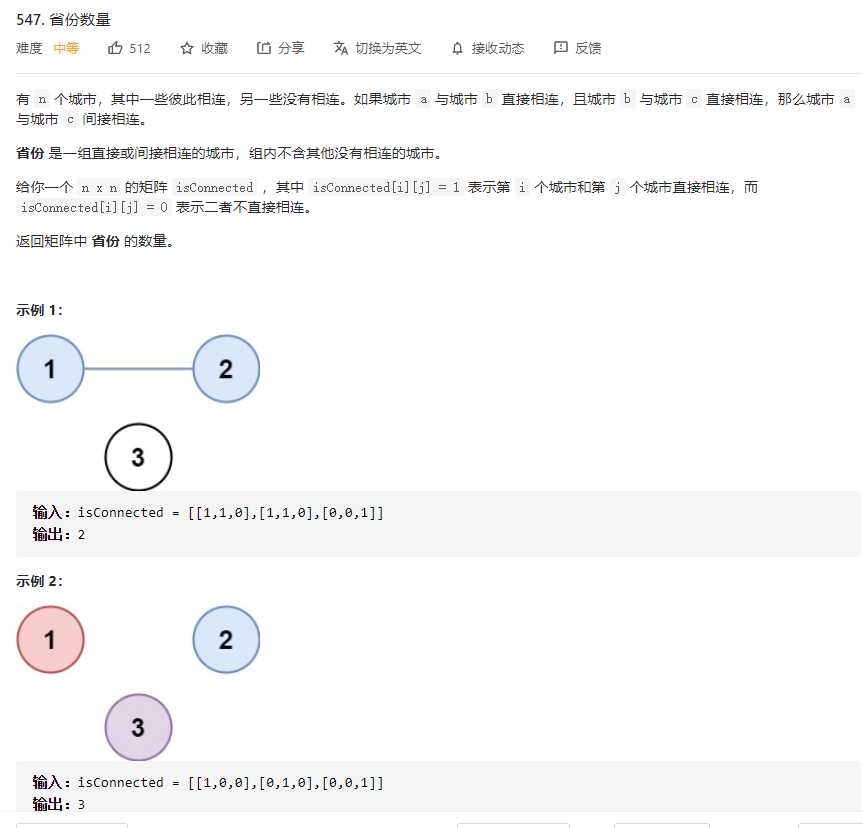 547. 省份数量
难度 中等 512 收藏 分享 切换为英文 接收动态 反馈
有 n 个城市，其中一些彼此相连，另一些没有相连。如果城市 a 与城市 b 直接相连，且城市 b 与城市 c 直接相连，那么城市 a
与城市 c 间接相连。
省份 是一组直接或间接相连的城市，组内不含其他没有相连的城市。
给你一个 n x n 的矩阵 isConnected ，其中 isConnected[i][j] = 1 表示第 i 个城市和第 j 个城市直接相连，而
isConnected[i][j] = 0 表示二者不直接相连。
返回矩阵中 省份 的数量。
示例 1：
1 2
3
输入：isConnected = [[1,1,0],[1,1,0],[0,0,1]]
输出：2
示例 2：
1 2
3
输入：isConnected = [[1,0,0],[0,1,0],[0,0,1]]
输出：3